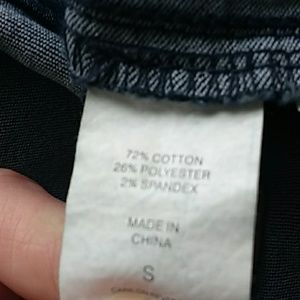 72% COTTON
26% POLYESTER
2% SPANDEX
MADE IN
CHINA
S